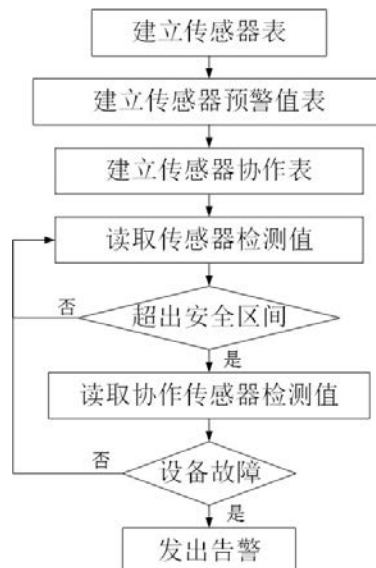 建立传感器表
建立传感器预警值表
建立传感器协作表
读取传感器检测值
否
超出安全区间
是
读取协作传感器检测值
否
设备故障
是
发出告警